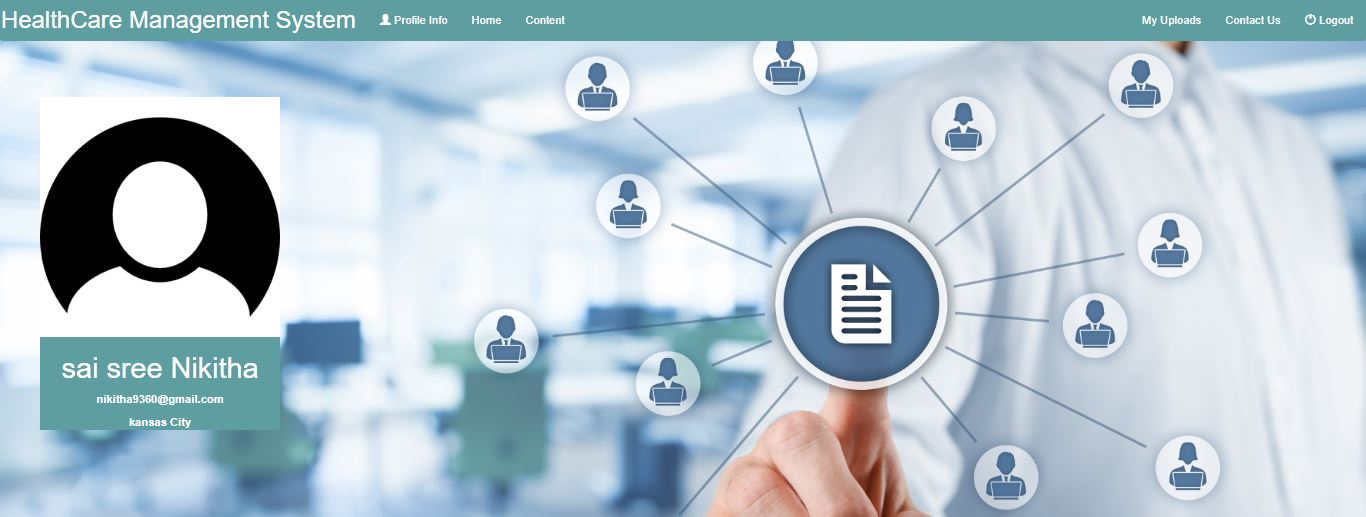 HealthCare Management System Profile Info Home Content My Uploads Contact Us Logout
sai sree Nikitha
nikitha9360@gmail.com
kansas City